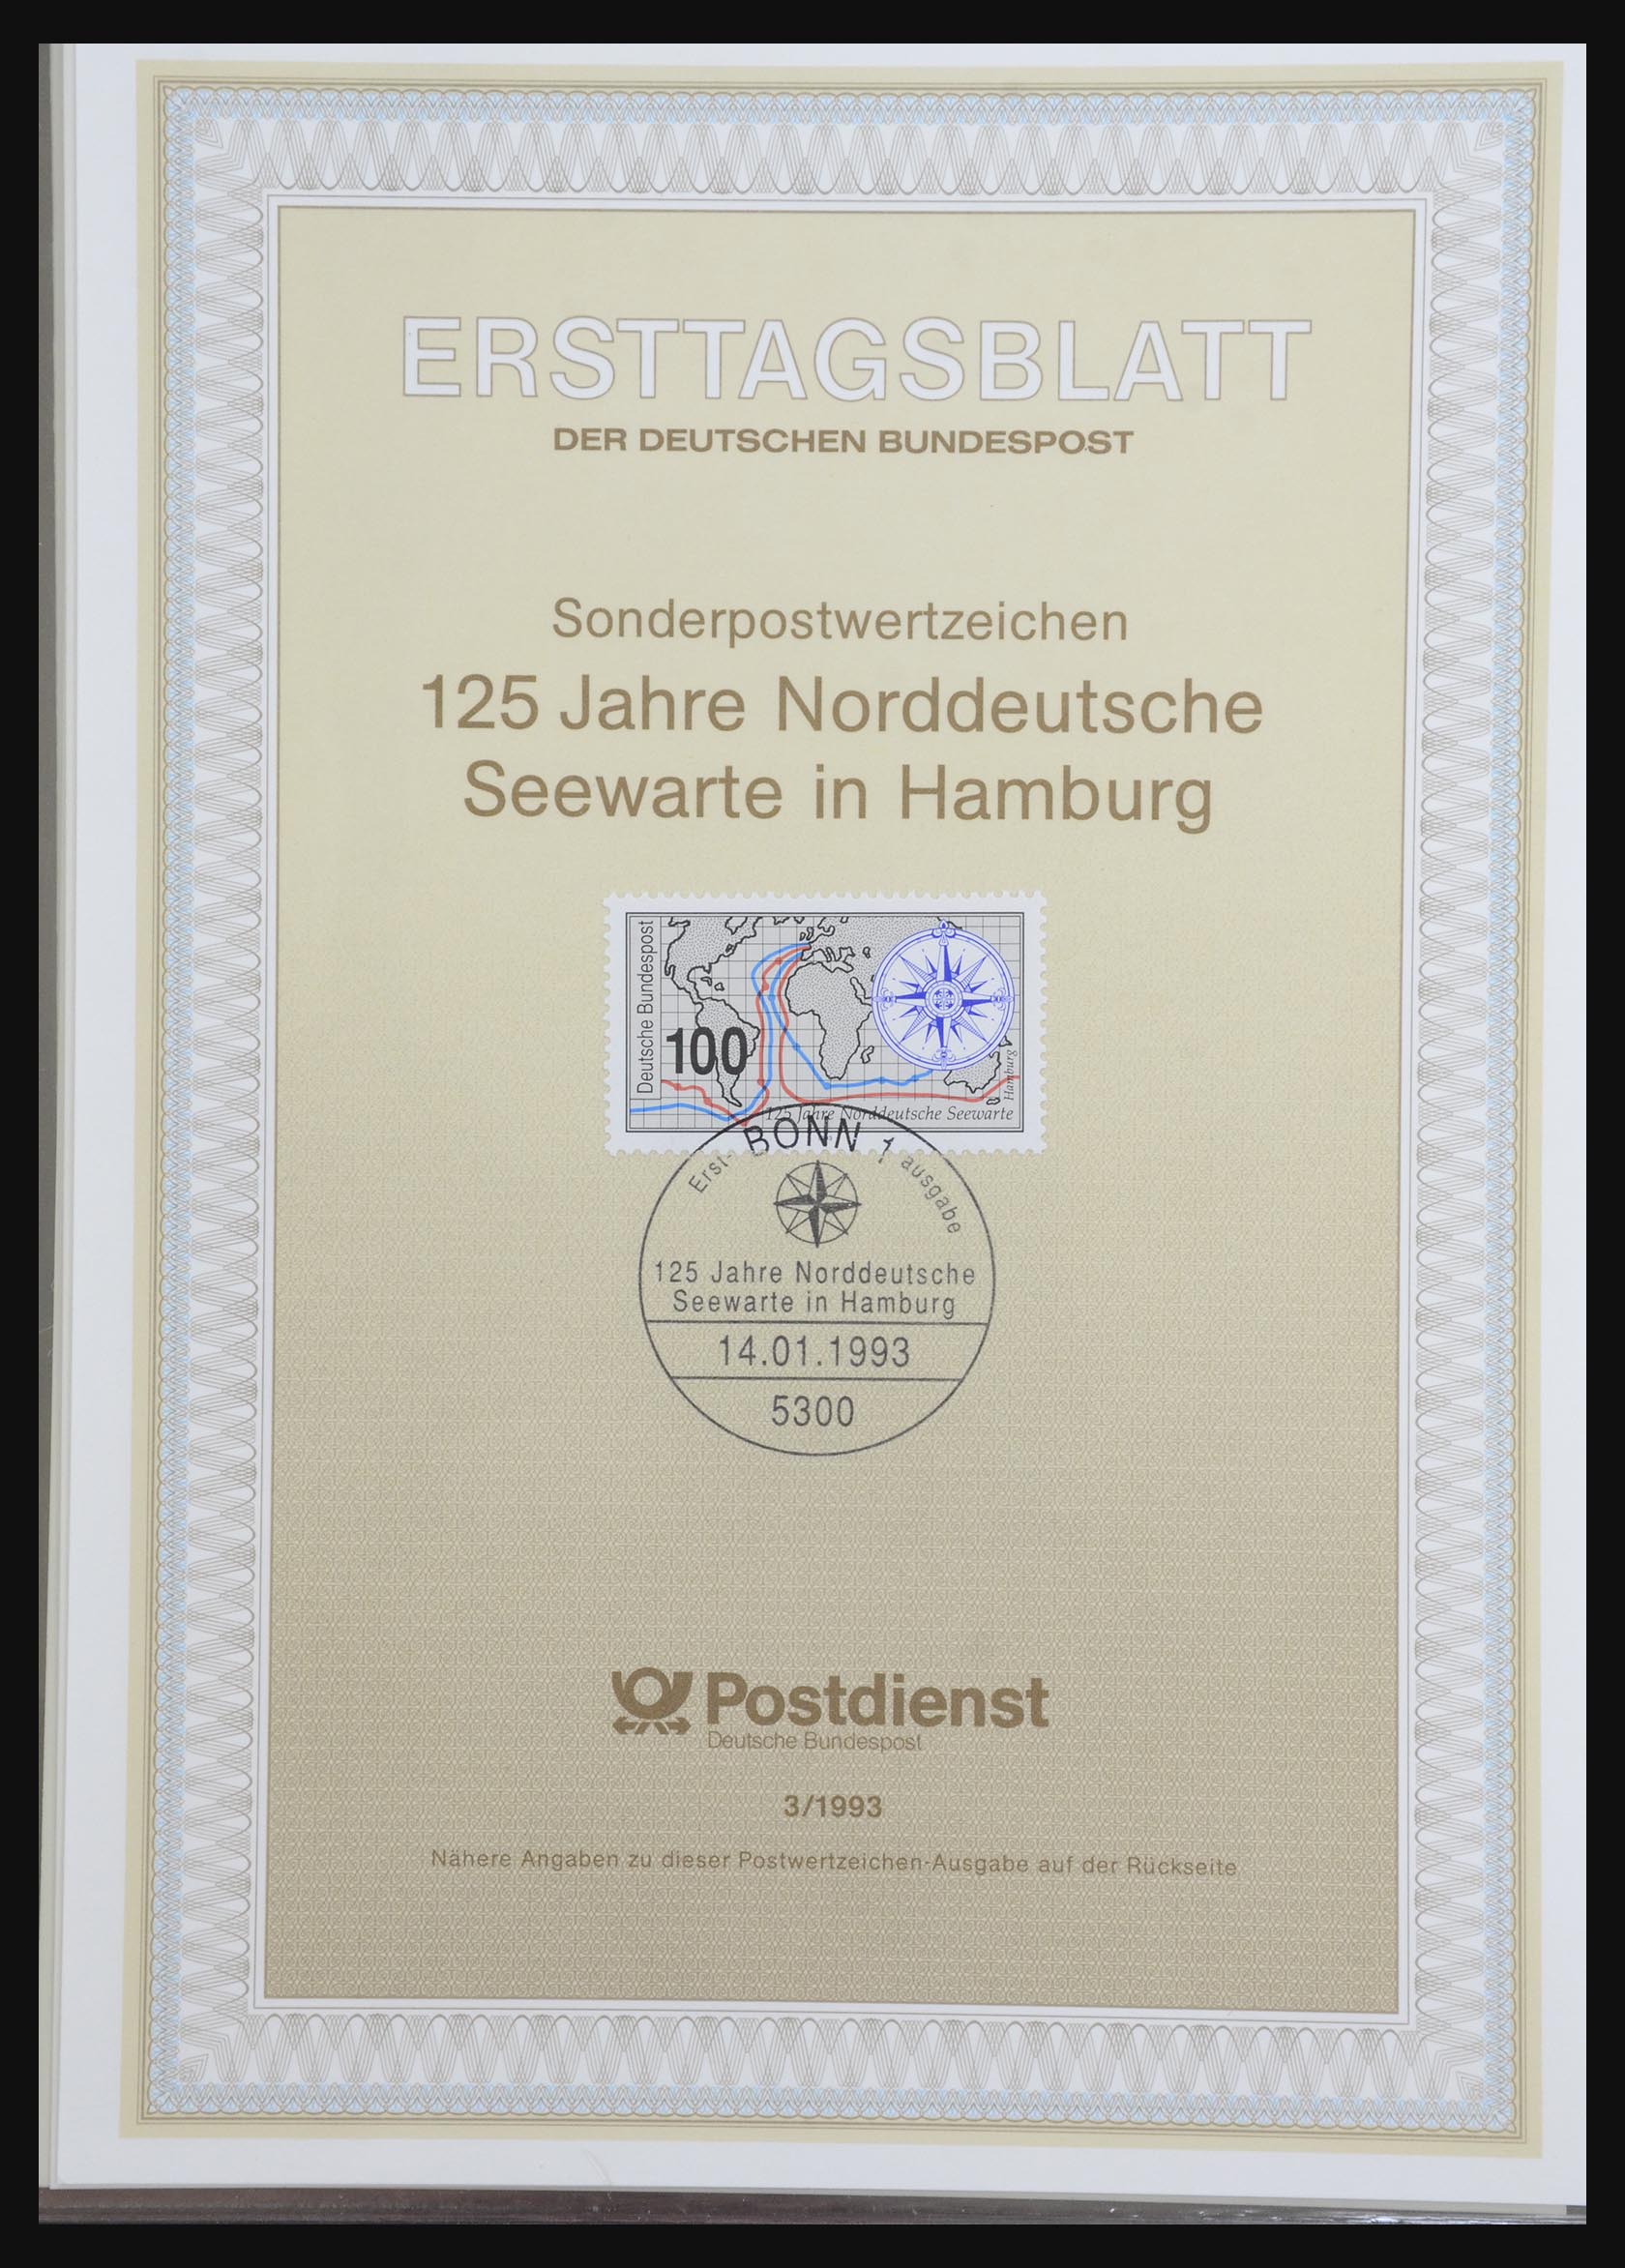 ERSTTAGSBLATT
DER DEUTSCHEN BUNDESPOST
Sonderpostwertzeichen
125 Jahre Norddeutsche
Seewarte in Hamburg
Deutsche Bundespost
100
Hamburg
125 Jahre Norddeutsche Seewarte
BONN 1
Erst- ausgabe
125 Jahre Norddeutsche
Seewarte in Hamburg
14.01.1993
5300
Postdienst
Deutsche Bundespost
3/1993
Nähere Angaben zu dieser Postwertzeichen-Ausgabe auf der Rückseite